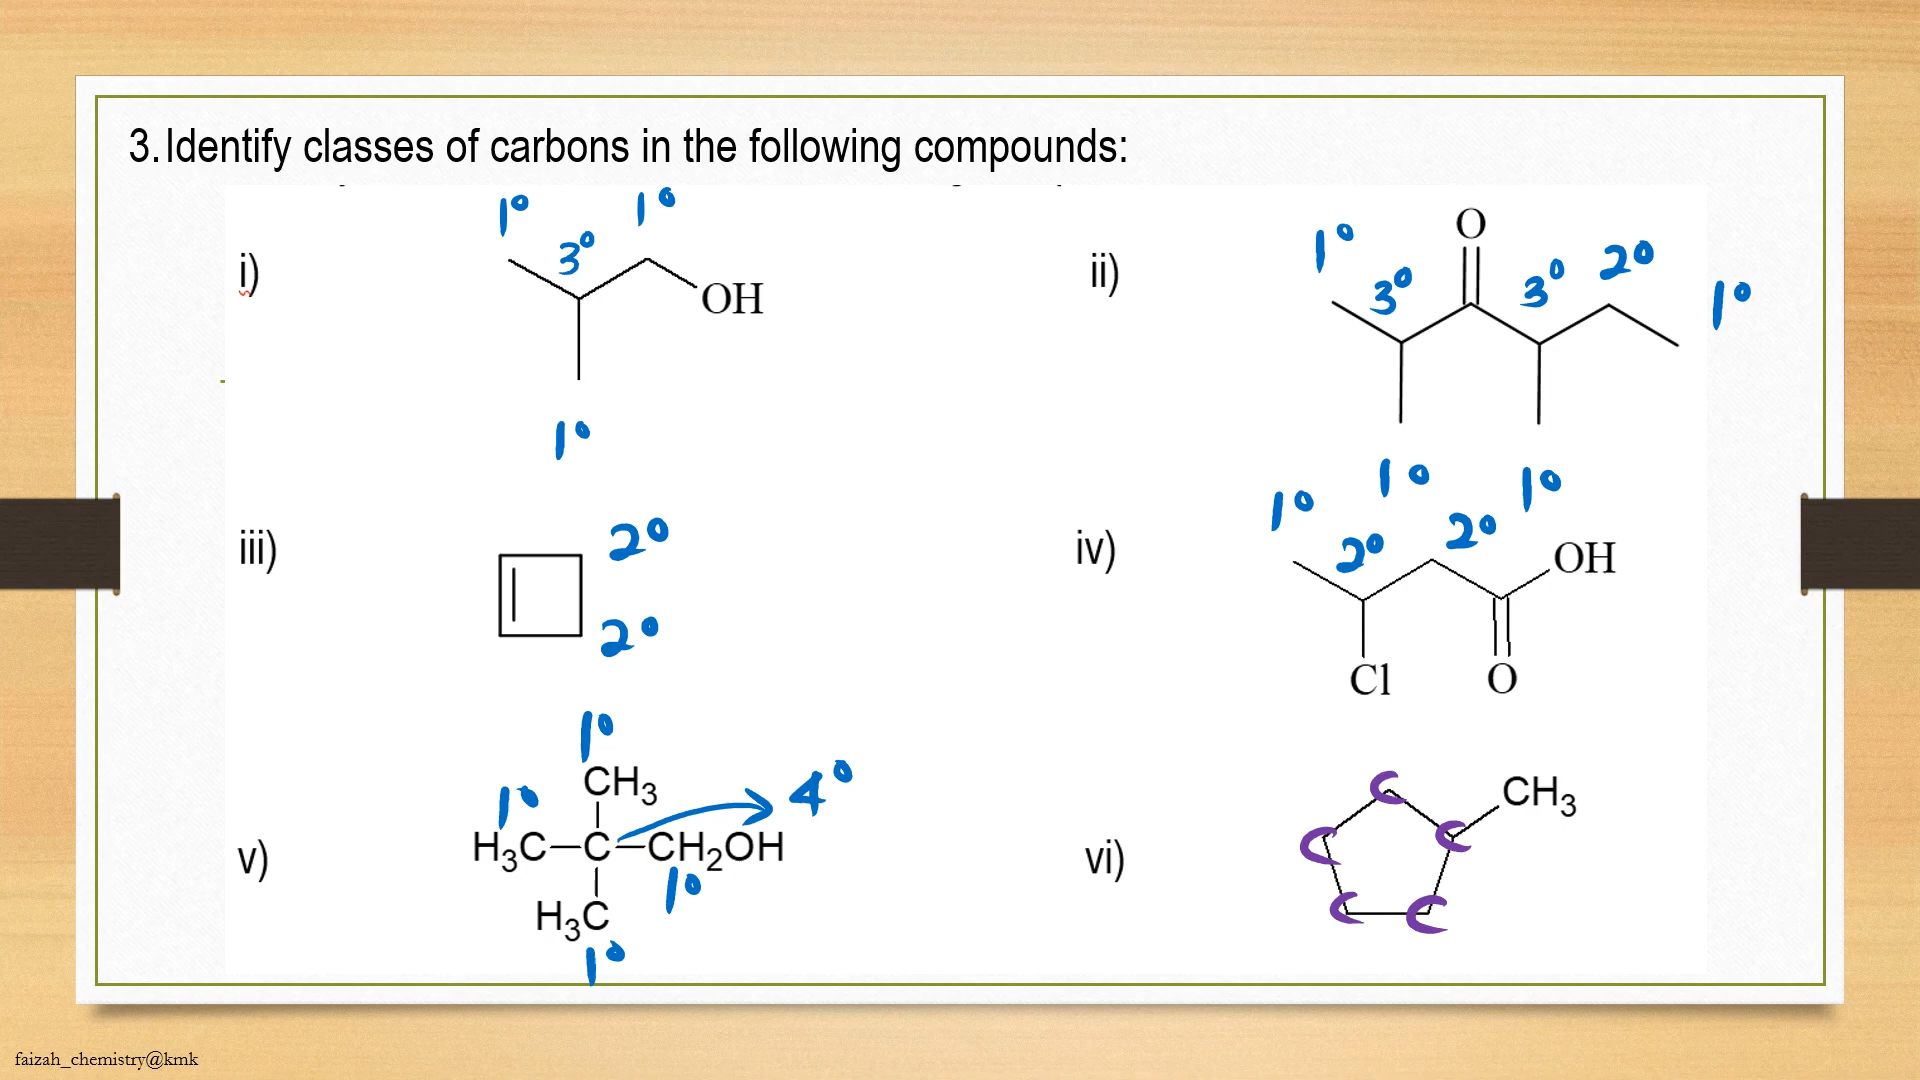 3. Identify classes of carbons in the following compounds:
i)
1° 3° 1°
OH
1°
ii)
O
1° 3° 3° 2° 1°
1° 1°
iii)
2°
2°
iv)
1° 2° 2°
OH
Cl O
v)
1°
1° CH3 4°
H3C–C–CH2OH
1°
H3C
1°
vi)
C CH3
C C
C C
faizah_chemistry@kmk